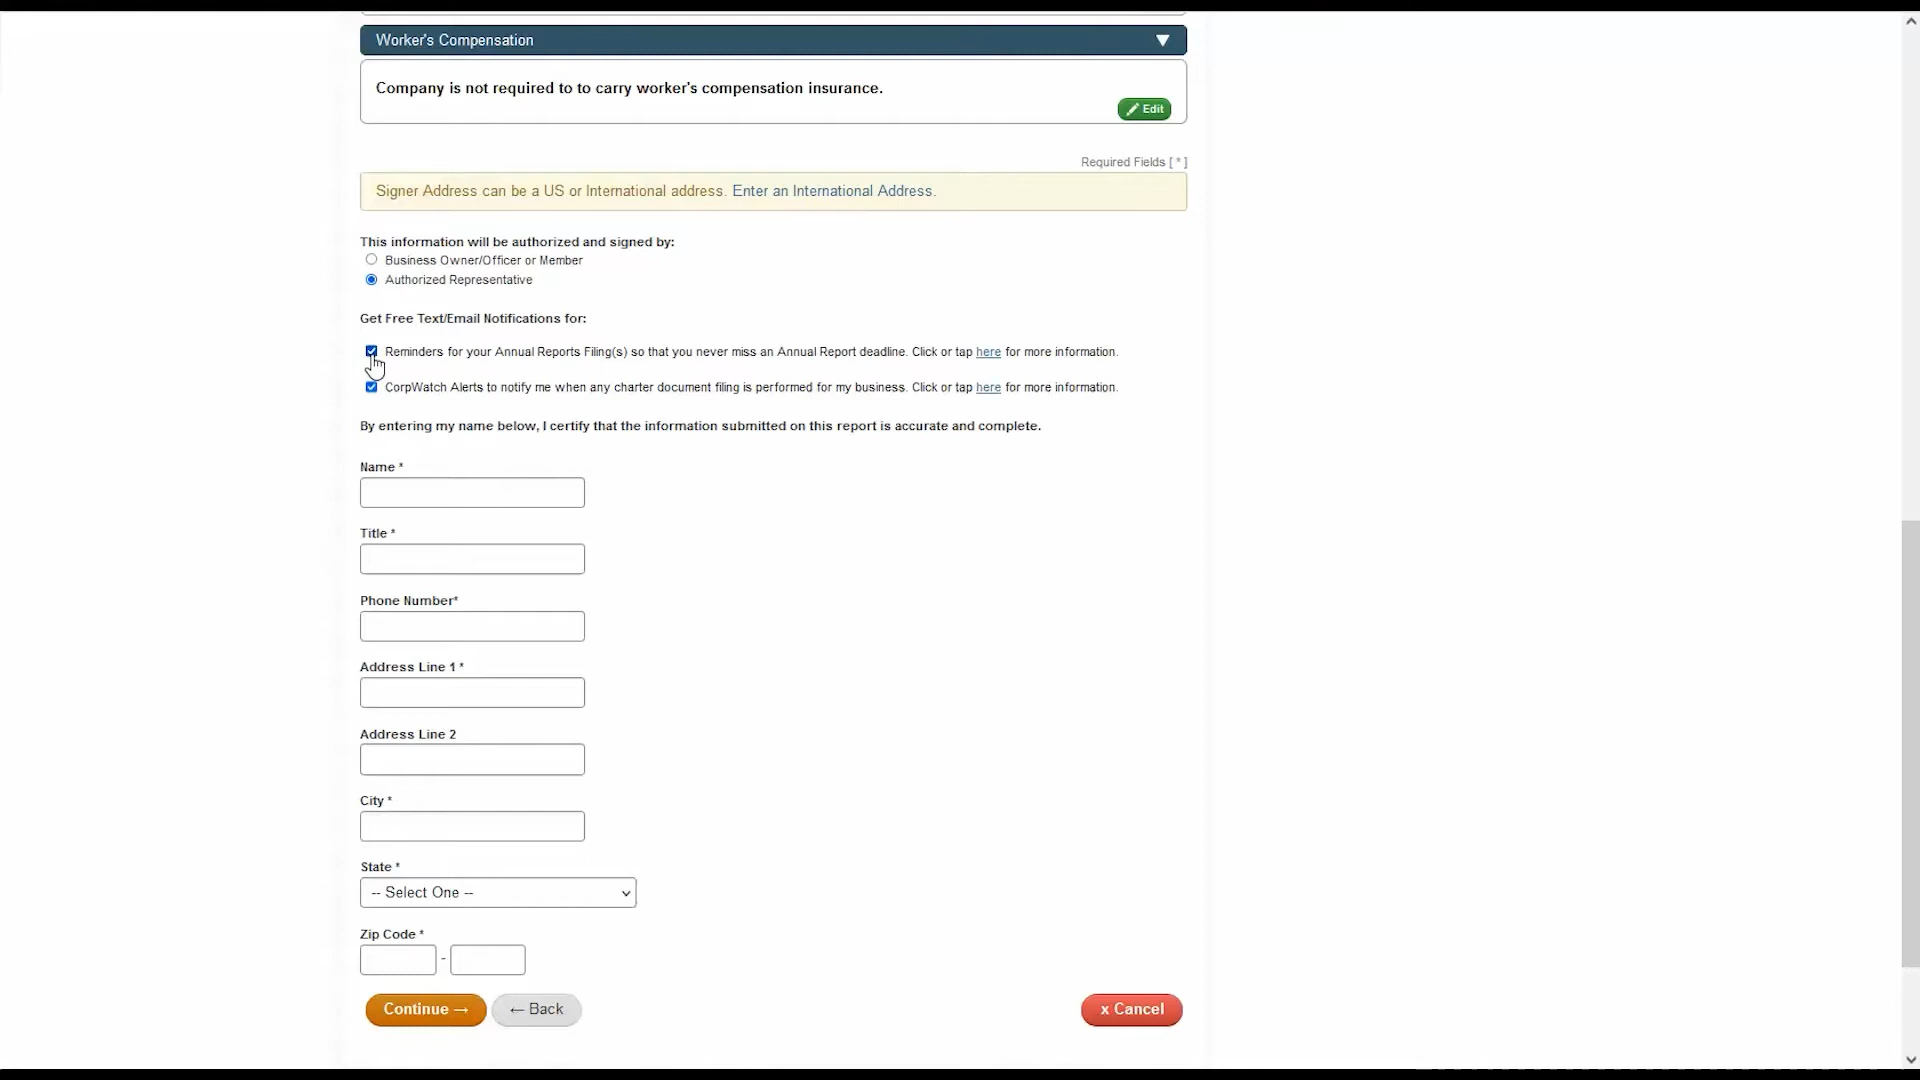 Worker's Compensation
Company is not required to to carry worker's compensation insurance.
Edit
Required Fields [ * ]
Signer Address can be a US or International address. Enter an International Address.
This information will be authorized and signed by:
Business Owner/Officer or Member
Authorized Representative
Get Free Text/Email Notifications for:
Reminders for your Annual Reports Filing(s) so that you never miss an Annual Report deadline. Click or tap here for more information.
CorpWatch Alerts to notify me when any charter document filing is performed for my business. Click or tap here for more information.
By entering my name below, I certify that the information submitted on this report is accurate and complete.
Name *
Title *
Phone Number*
Address Line 1 *
Address Line 2
City *
State *
-- Select One --
Zip Code *
-
Continue → ← Back x Cancel